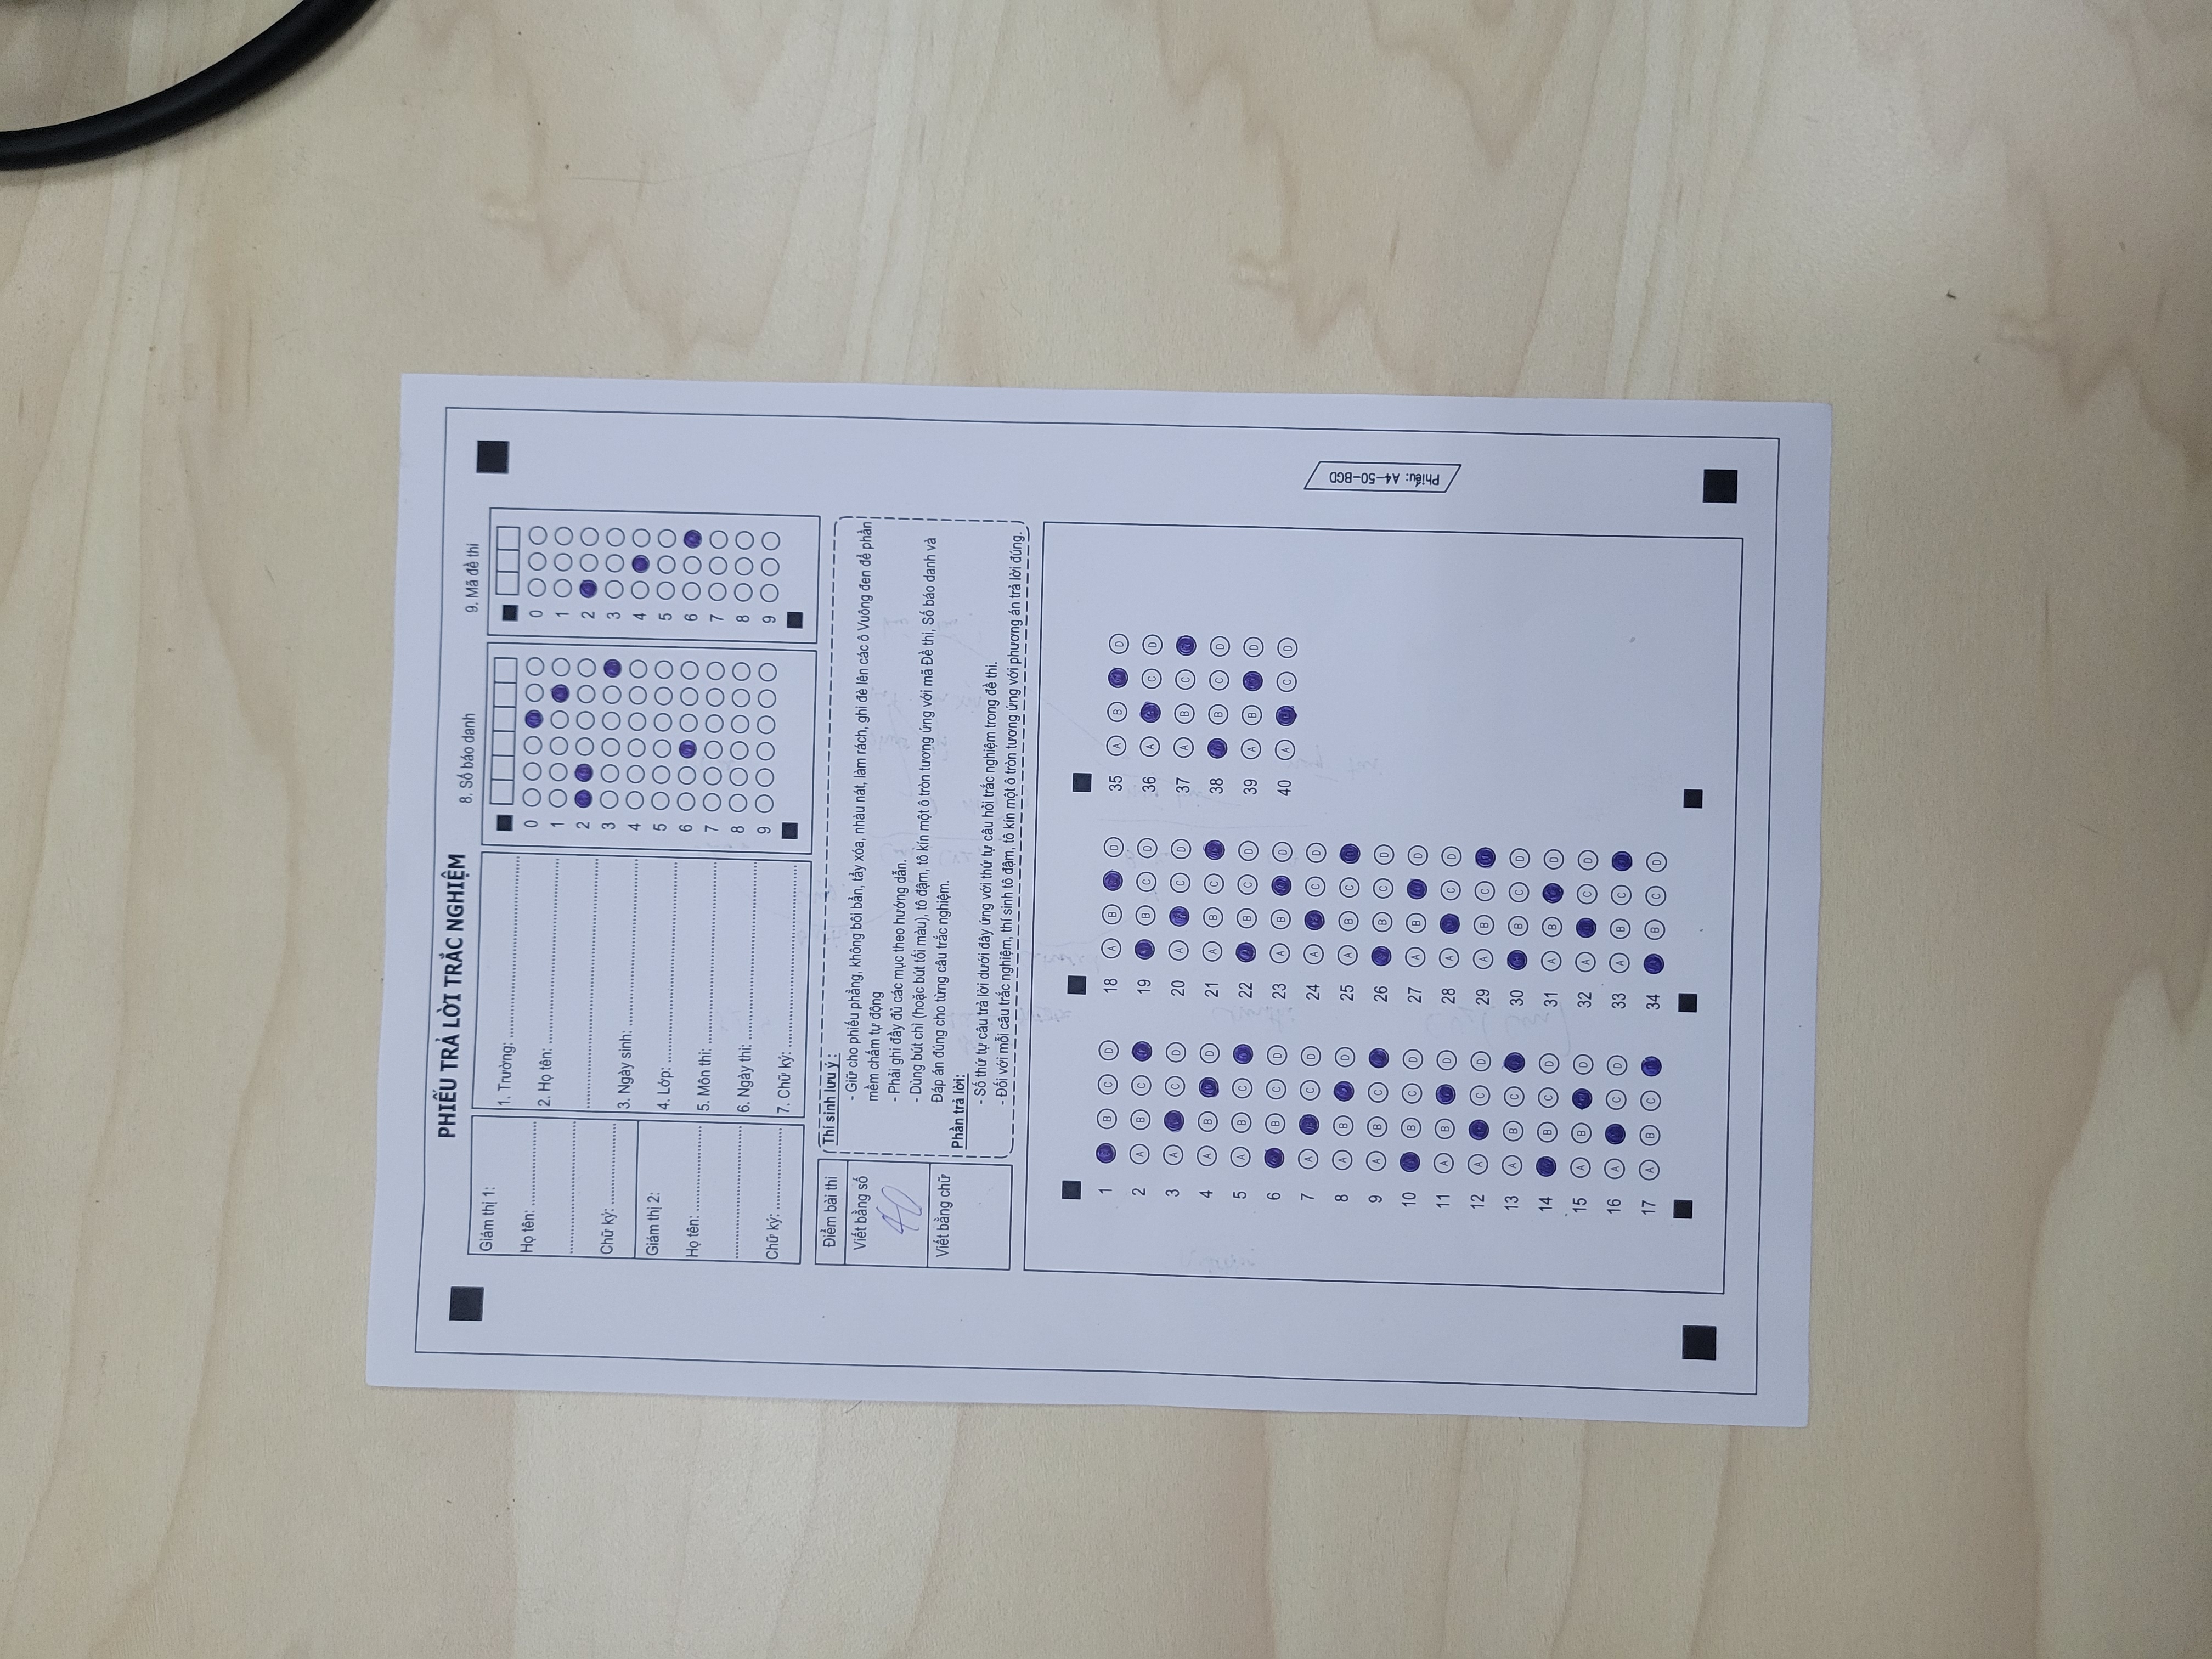 PHIẾU TRẢ LỜI TRẮC NGHIỆM
Giám thị 1:
Họ tên: ....................
..............................
Chữ ký: ....................
Giám thị 2:
Họ tên: ....................
..............................
Chữ ký: ....................
1. Trường: ..............................
2. Họ tên: ..............................
..............................
3. Ngày sinh: ..............................
4. Lớp: ..............................
5. Môn thi: ..............................
6. Ngày thi: ..............................
7. Chữ ký: ..............................
8. Số báo danh
0
1
2
3
4
5
6
7
8
9
9. Mã đề thi
0
1
2
3
4
5
6
7
8
9
Điểm bài thi
Viết bằng số
40
Viết bằng chữ
Thí sinh lưu ý :
- Giữ cho phiếu phẳng, không bôi bẩn, tẩy xóa, nhàu nát, làm rách, ghi đè lên các ô Vuông đen để phần
mềm chấm tự động
- Phải ghi đầy đủ các mục theo hướng dẫn.
- Dùng bút chì (hoặc bút tối màu), tô đậm, tô kín một ô tròn tương ứng với mã Đề thi, Số báo danh và
Đáp án đúng cho từng câu trắc nghiệm.
Phần trả lời:
- Số thứ tự câu trả lời dưới đây ứng với thứ tự câu hỏi trắc nghiệm trong đề thi.
- Đối với mỗi câu trắc nghiệm, thí sinh tô đậm, tô kín một ô tròn tương ứng với phương án trả lời đúng.
1 B C D
2 A B C
3 A C D
4 A B D
5 A B C
6 B C D
7 A C D
8 A B D
9 A B C
10 B C D
11 A B D
12 A C D
13 A B C
14 B C D
15 A B D
16 A C D
17 A B C
18 A B D
19 B C D
20 A C D
21 A B C
22 B C D
23 A B D
24 A C D
25 A B C
26 B C D
27 A B D
28 A C D
29 A B C
30 B C D
31 A B D
32 A C D
33 A B C
34 B C D
35 A B D
36 A C D
37 A B C
38 B C D
39 A B D
40 A C D
Phiếu: A4-50-BGD